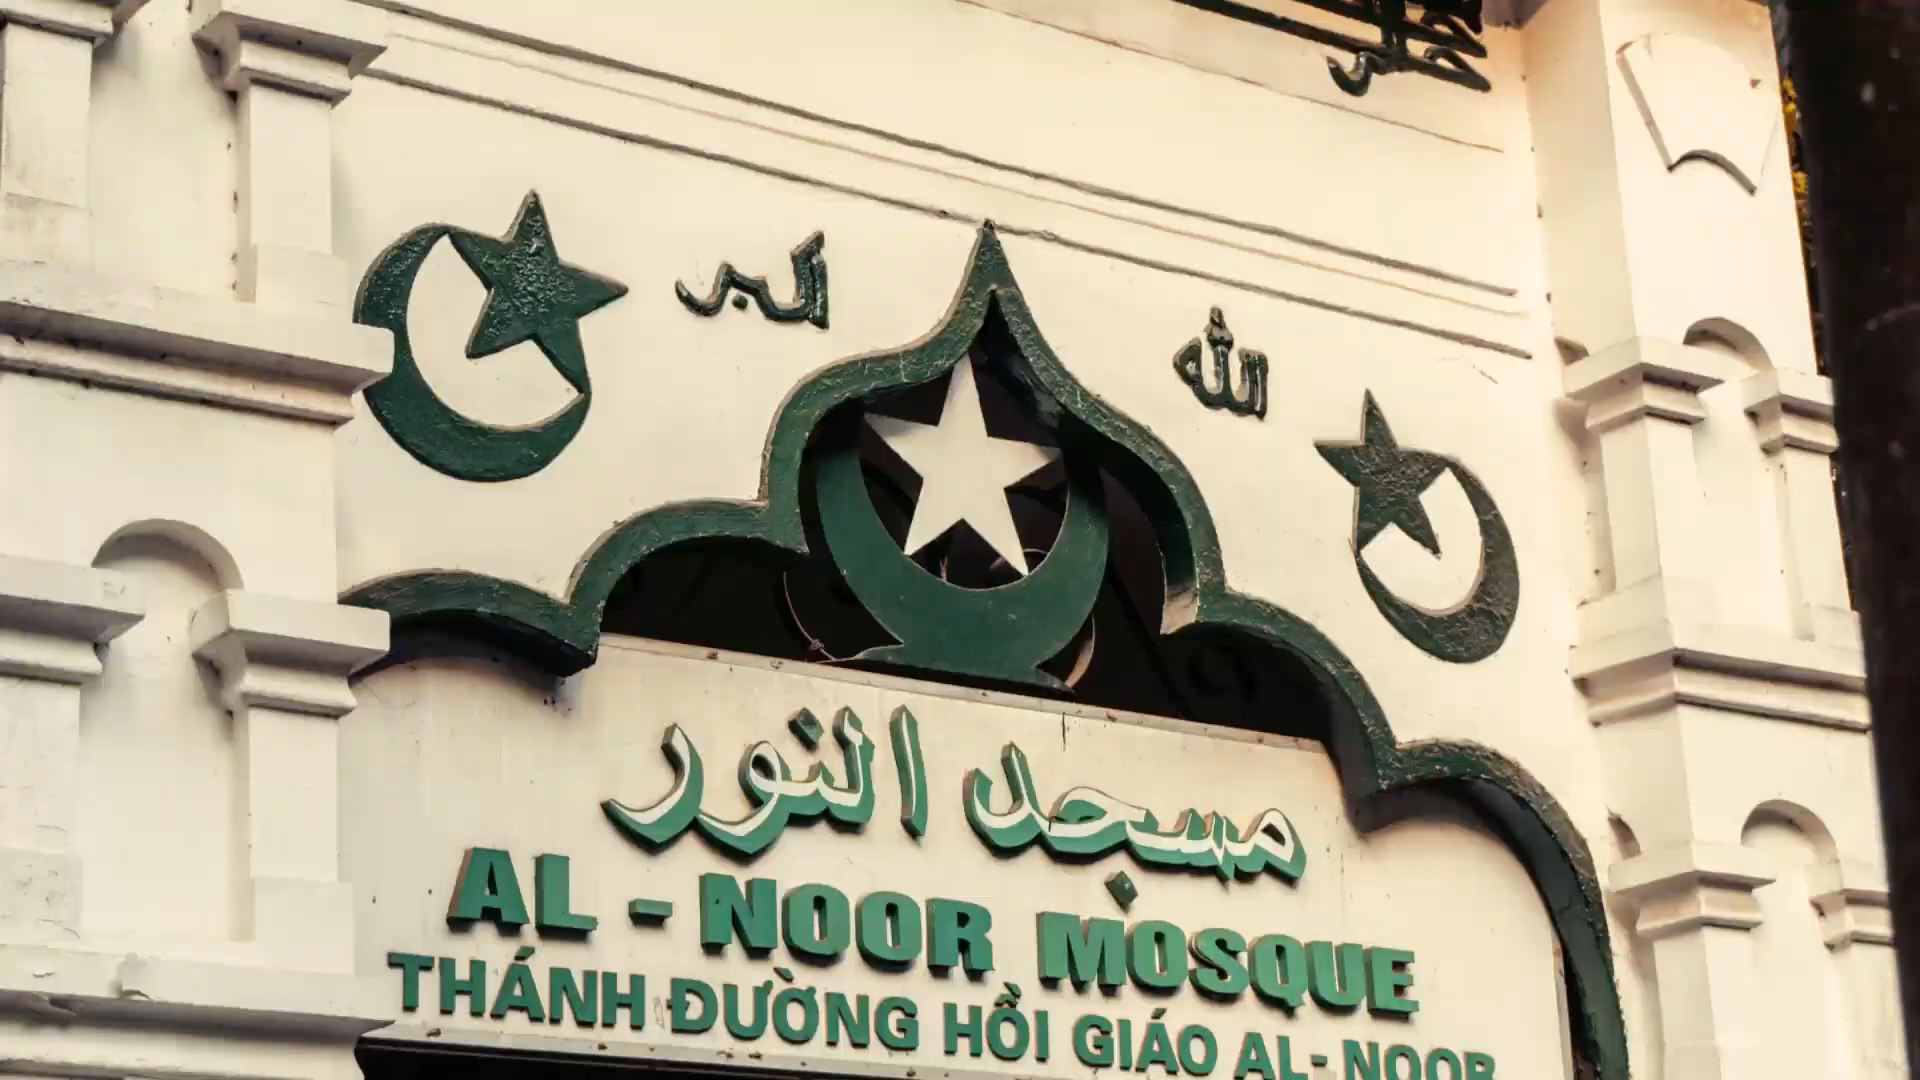 الله اكبر
مسجد النور
AL - NOOR MOSQUE
THÁNH ĐƯỜNG HỒI GIÁO AL - NOOR